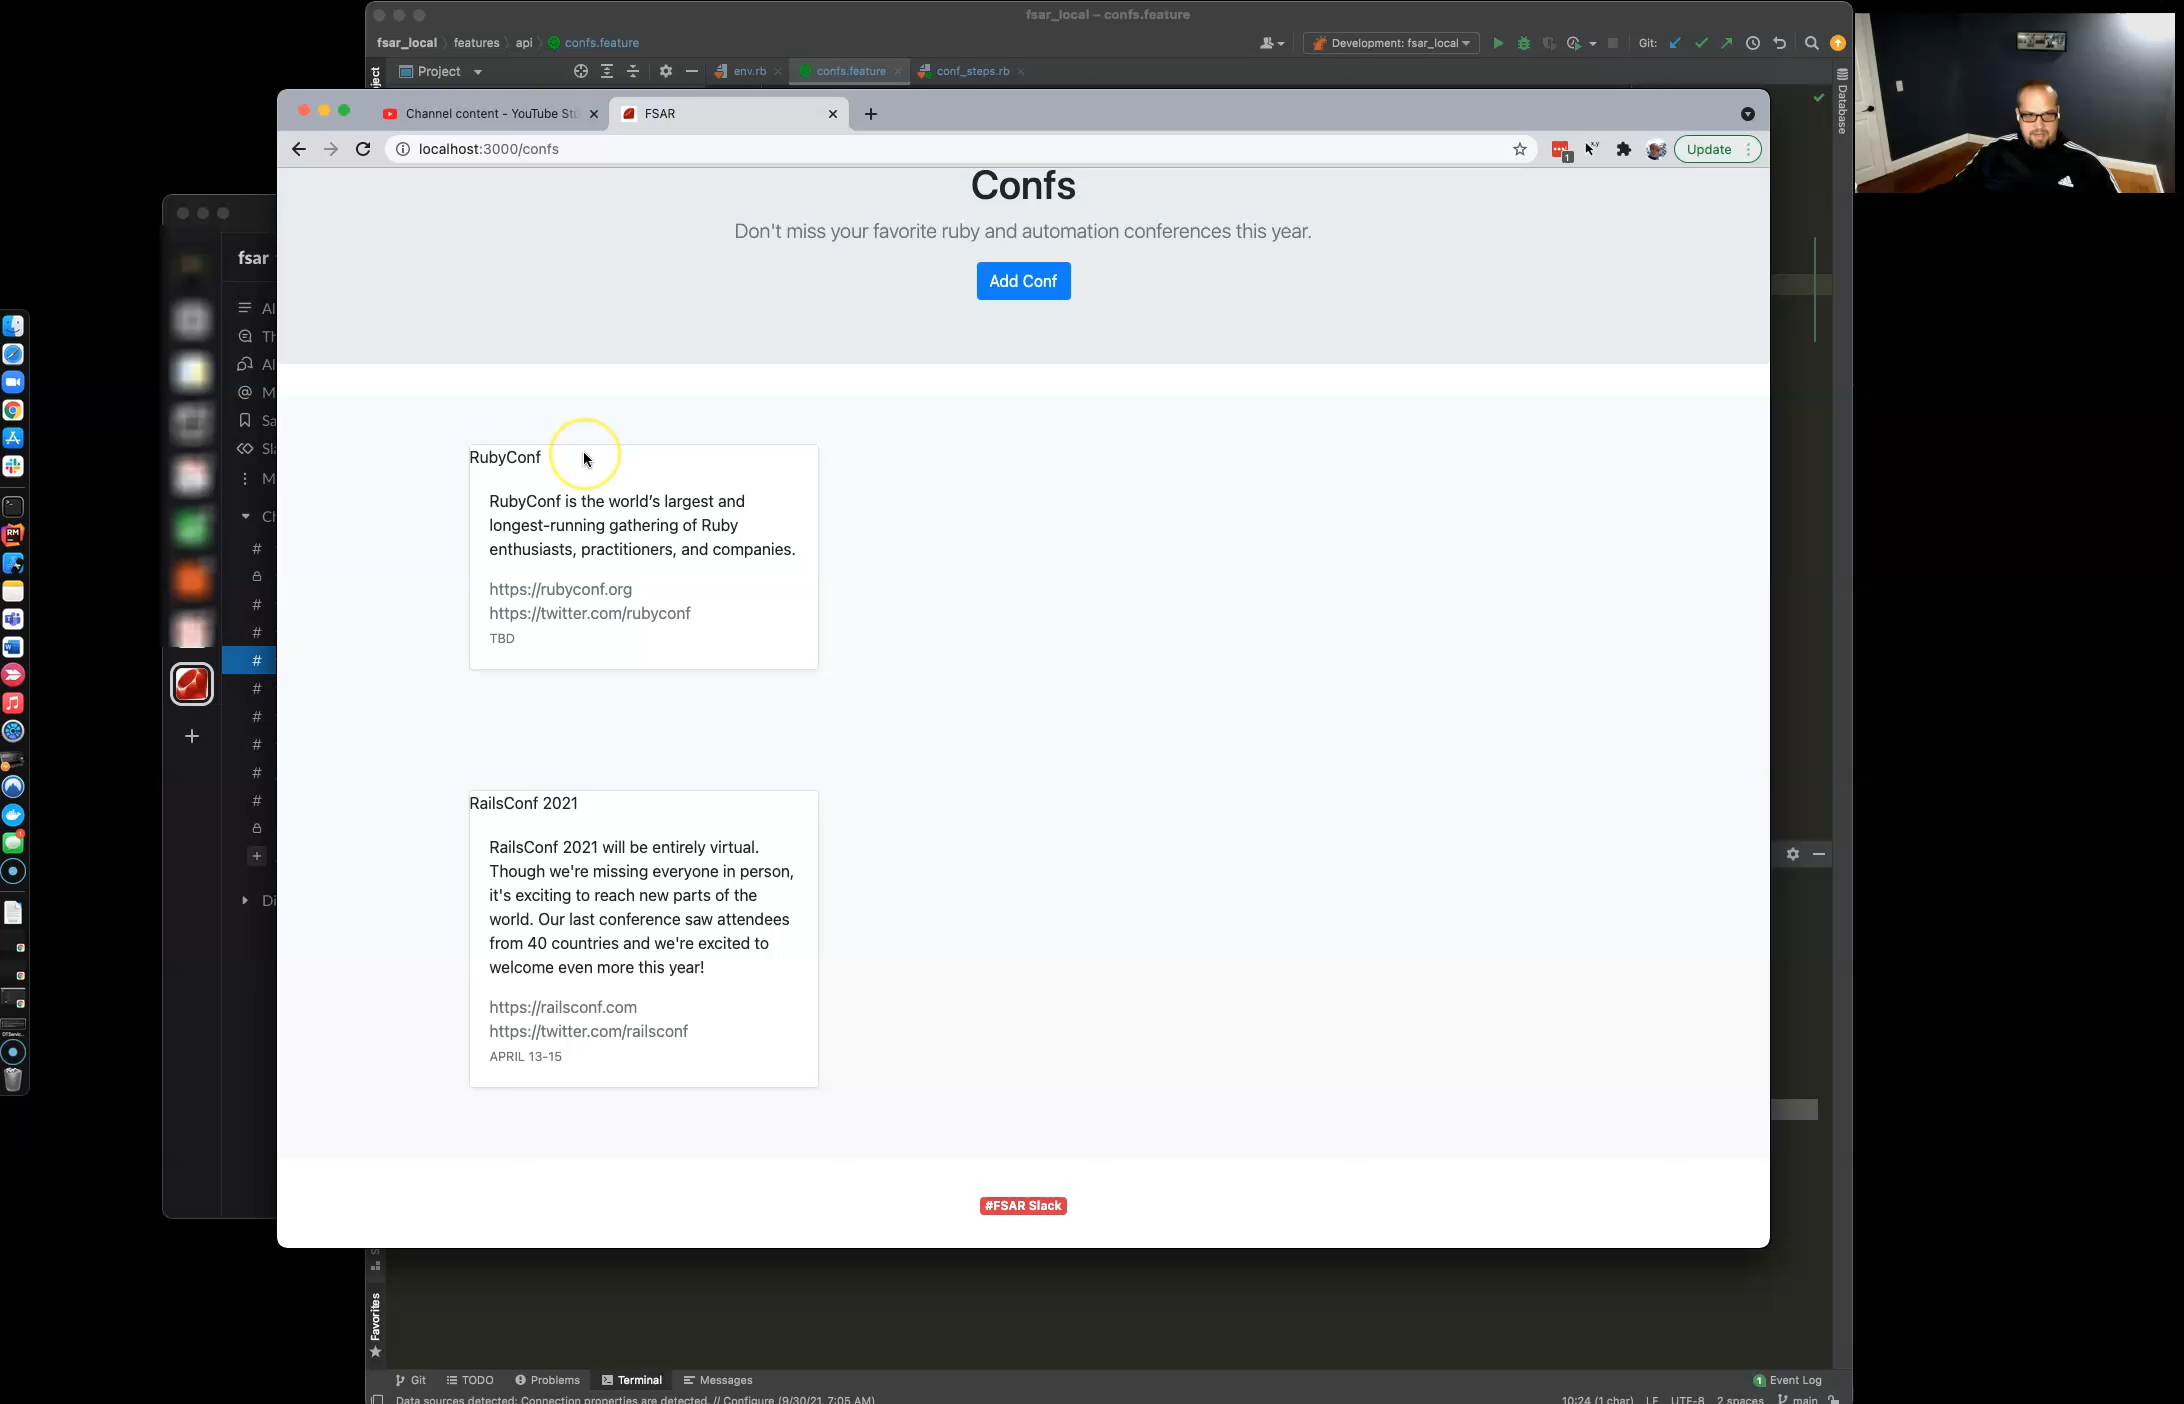 fsar_local – confs.feature
fsar_local
features
api
confs.feature
Development: fsar_local
Git:
Project
env.rb
confs.feature
conf_steps.rb
Database
Channel content - YouTube Stu
FSAR
localhost:3000/confs
1
Update
fsar
Confs
Don't miss your favorite ruby and automation conferences this year.
Add Conf
RubyConf
RubyConf is the world’s largest and
longest-running gathering of Ruby
enthusiasts, practitioners, and companies.
https://rubyconf.org
https://twitter.com/rubyconf
TBD
RailsConf 2021
RailsConf 2021 will be entirely virtual.
Though we're missing everyone in person,
it's exciting to reach new parts of the
world. Our last conference saw attendees
from 40 countries and we're excited to
welcome even more this year!
https://railsconf.com
https://twitter.com/railsconf
APRIL 13-15
#FSAR Slack
Favorites
Git
TODO
Problems
Terminal
Messages
1 Event Log
Data sources detected: Connection properties are detected. // Configure (9/30/21, 7:05 AM)
10:24 (1 char)
LF
UTF-8
2 spaces
main